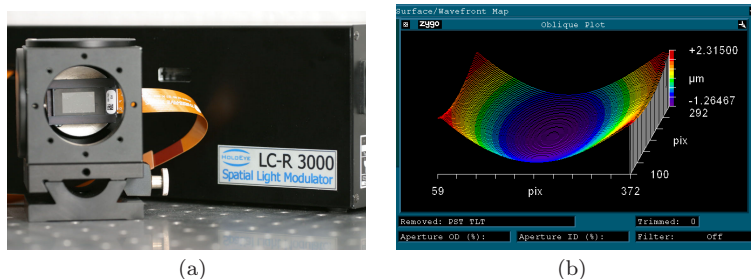 HOLOEYE
LC-R 3000
Spatial Light Modulator
(a)
Surface/Wavefront Map
zygo
Oblique Plot
+2.31500
µm
-1.26467
292
pix
100
59
pix
372
Removed: PST TLT
Trimmed: 0
Aperture OD (%):
Aperture ID (%):
Filter: Off
(b)